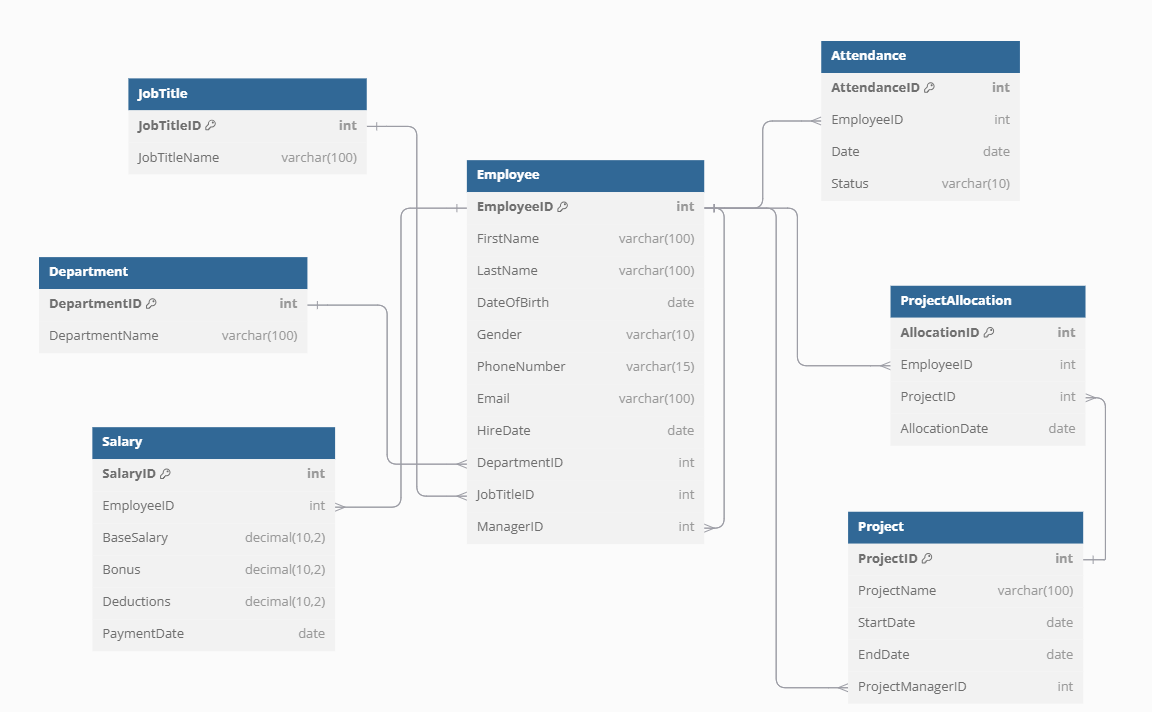 JobTitle
JobTitleID int
JobTitleName varchar(100)
Department
DepartmentID int
DepartmentName varchar(100)
Salary
SalaryID int
EmployeeID int
BaseSalary decimal(10,2)
Bonus decimal(10,2)
Deductions decimal(10,2)
PaymentDate date
Employee
EmployeeID int
FirstName varchar(100)
LastName varchar(100)
DateOfBirth date
Gender varchar(10)
PhoneNumber varchar(15)
Email varchar(100)
HireDate date
DepartmentID int
JobTitleID int
ManagerID int
Attendance
AttendanceID int
EmployeeID int
Date date
Status varchar(10)
ProjectAllocation
AllocationID int
EmployeeID int
ProjectID int
AllocationDate date
Project
ProjectID int
ProjectName varchar(100)
StartDate date
EndDate date
ProjectManagerID int